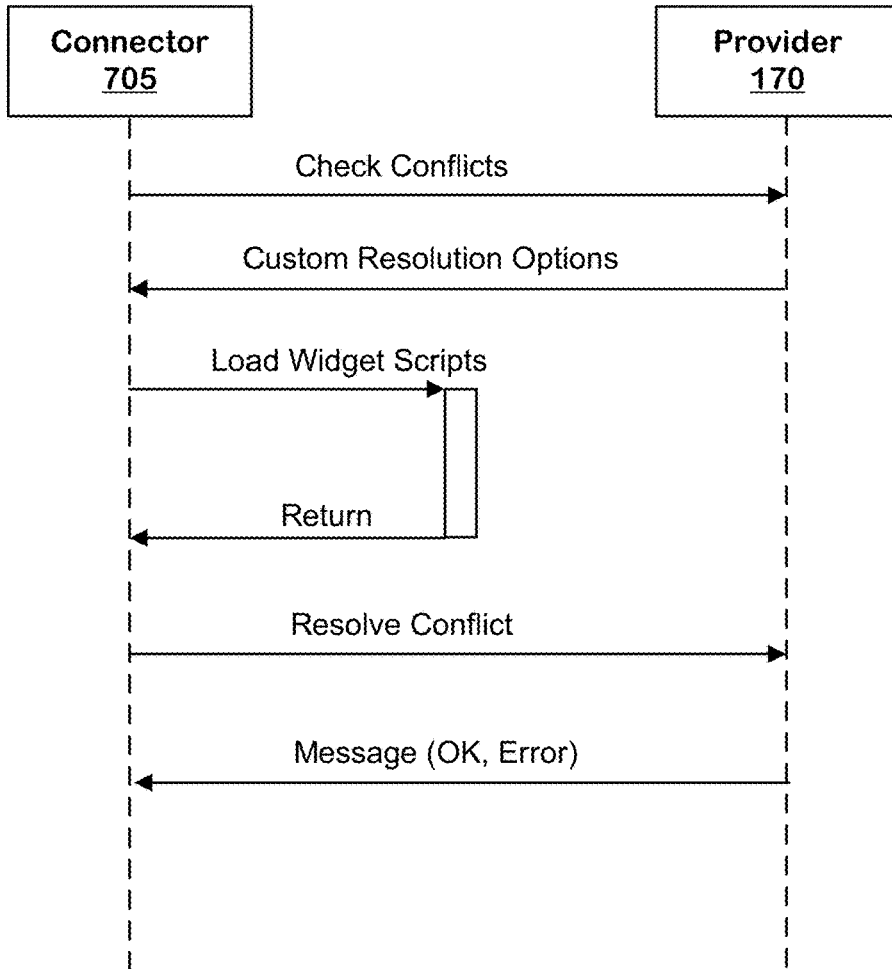 Connector
705
Provider
170
Check Conflicts
Custom Resolution Options
Load Widget Scripts
Return
Resolve Conflict
Message (OK, Error)